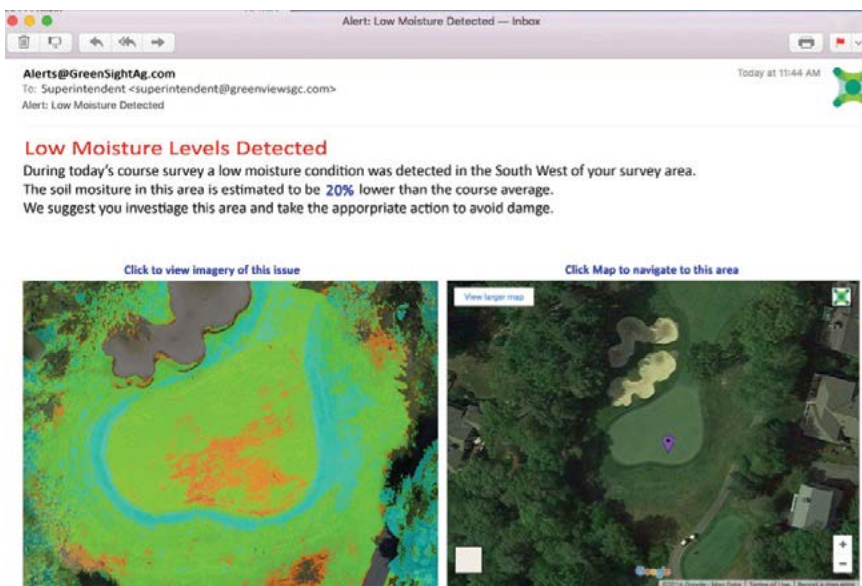 Alert: Low Moisture Detected — Inbox
Alerts@GreenSightAg.com
Today at 11:44 AM
To: Superintendent <superintendent@greenviewsgc.com>
Alert: Low Moisture Detected
Low Moisture Levels Detected
During today's course survey a low moisture condition was detected in the South West of your survey area.
The soil mositure in this area is estimated to be 20% lower than the course average.
We suggest you investiage this area and take the apporpriate action to avoid damge.
Click to view imagery of this issue
Click Map to navigate to this area
View larger map
+
−
Google